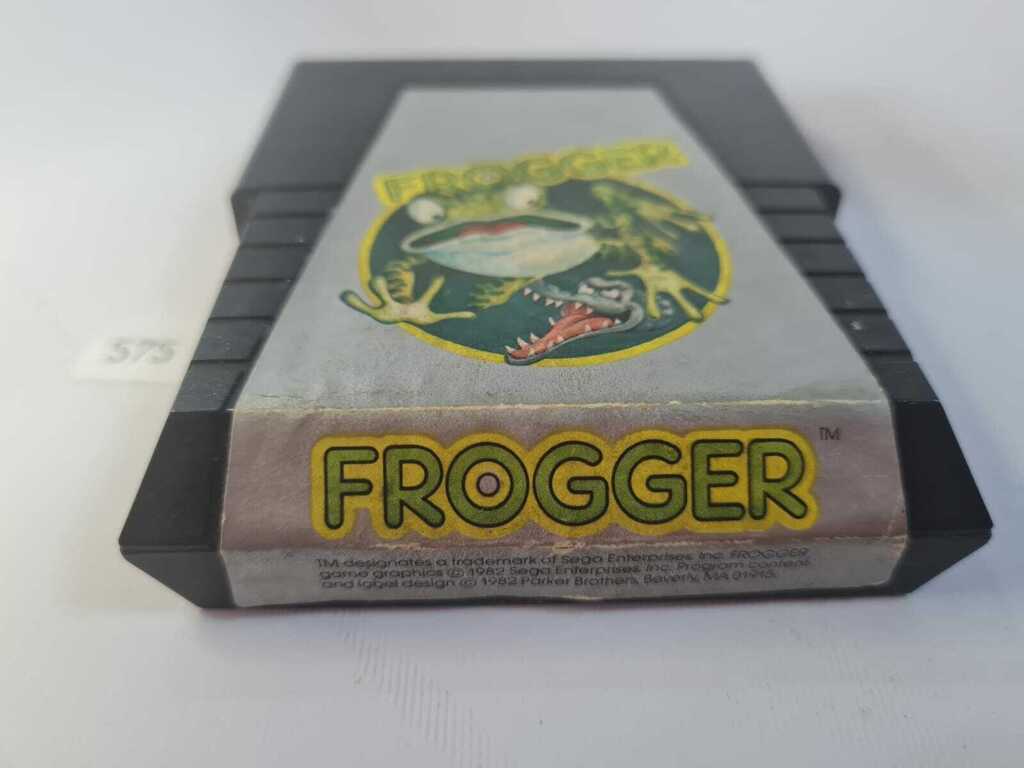 FROGGER
575
FROGGER TM
TM designates a trademark of Sega Enterprises Inc. FROGGER
game graphics © 1982 Sega Enterprises Inc. Program content
and label design © 1982 Parker Brothers, Beverly, MA 01915.